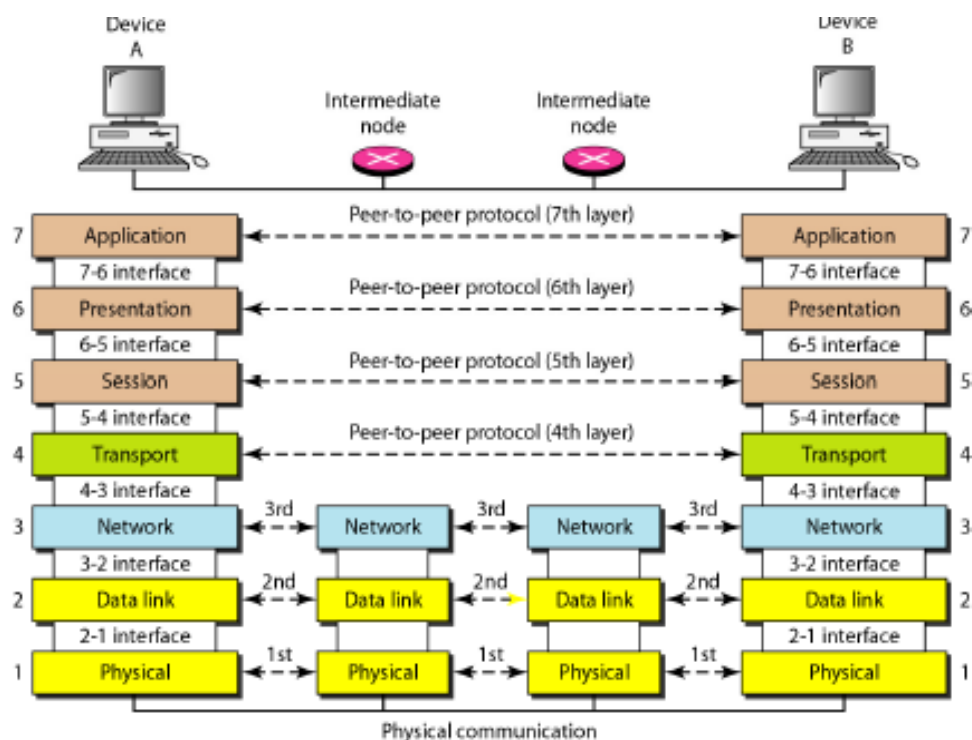 Device
A
Device
B
Intermediate
node
Intermediate
node
Peer-to-peer protocol (7th layer)
7 Application Application 7
7-6 interface 7-6 interface
Peer-to-peer protocol (6th layer)
6 Presentation Presentation 6
6-5 interface 6-5 interface
Peer-to-peer protocol (5th layer)
5 Session Session 5
5-4 interface 5-4 interface
Peer-to-peer protocol (4th layer)
4 Transport Transport 4
4-3 interface 4-3 interface
3rd 3rd 3rd
3 Network Network Network Network 3
3-2 interface 3-2 interface
2nd 2nd 2nd
2 Data link Data link Data link Data link 2
2-1 interface 2-1 interface
1st 1st 1st
1 Physical Physical Physical Physical 1
Physical communication